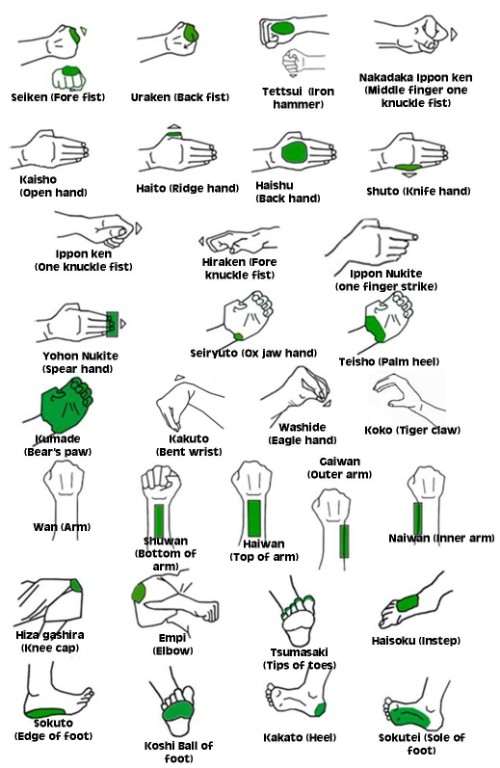 Seiken (Fore fist)
Uraken (Back fist)
Tettsui (Iron
hammer)
Nakadaka Ippon ken
(Middle finger one
knuckle fist)
Kaisho
(Open hand)
Haito (Ridge hand)
Haishu
(Back hand)
Shuto (Knife hand)
Ippon ken
(One knuckle fist)
Hiraken (Fore
knuckle fist)
Ippon Nukite
(one finger strike)
Yohon Nukite
(Spear hand)
Seiryuto (Ox jaw hand)
Teisho (Palm heel)
Kumade
(Bear's paw)
Kakuto
(Bent wrist)
Washide
(Eagle hand)
Koko (Tiger claw)
Wan (Arm)
Shuwan
(Bottom of
arm)
Haiwan
(Top of arm)
Gaiwan
(Outer arm)
Naiwan (Inner arm)
Hiza gashira
(Knee cap)
Empi
(Elbow)
Tsumasaki
(Tips of toes)
Haisoku (Instep)
Sokuto
(Edge of foot)
Koshi Ball of
foot)
Kakato (Heel)
Sokutei (Sole of
foot)